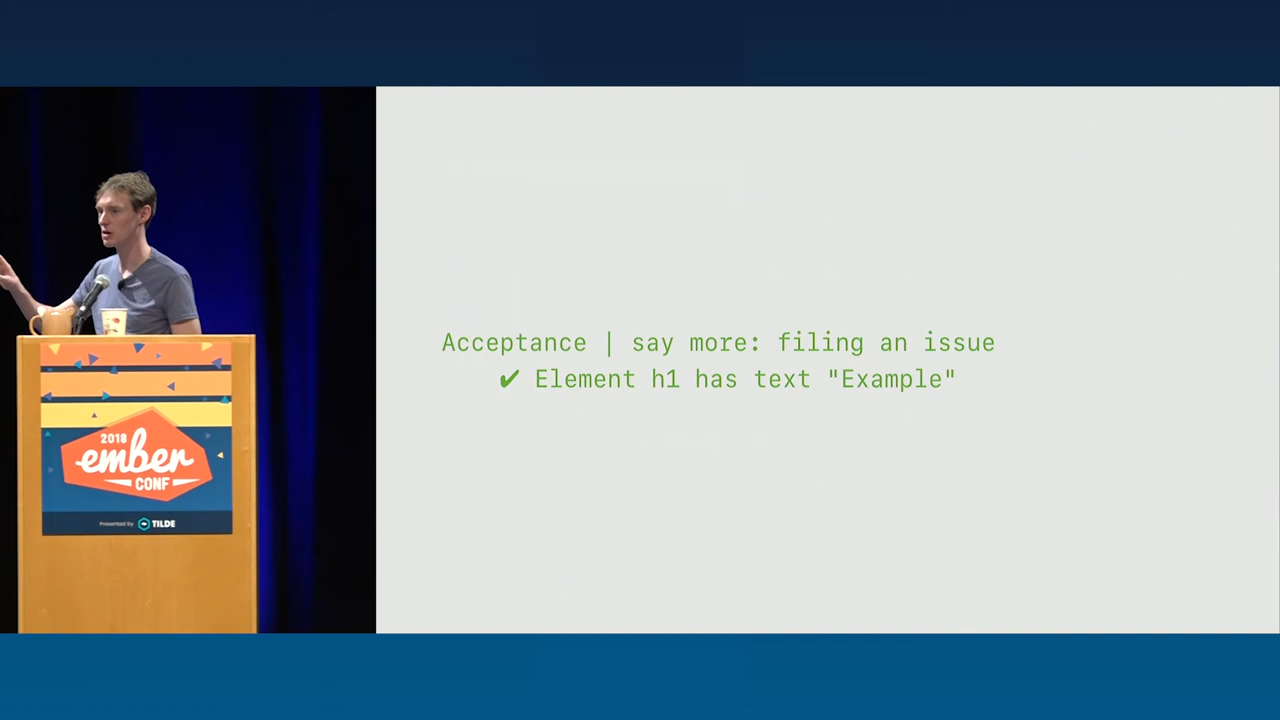 Acceptance | say more: filing an issue
✔ Element h1 has text "Example"
2018
ember
CONF
Presented by TILDE